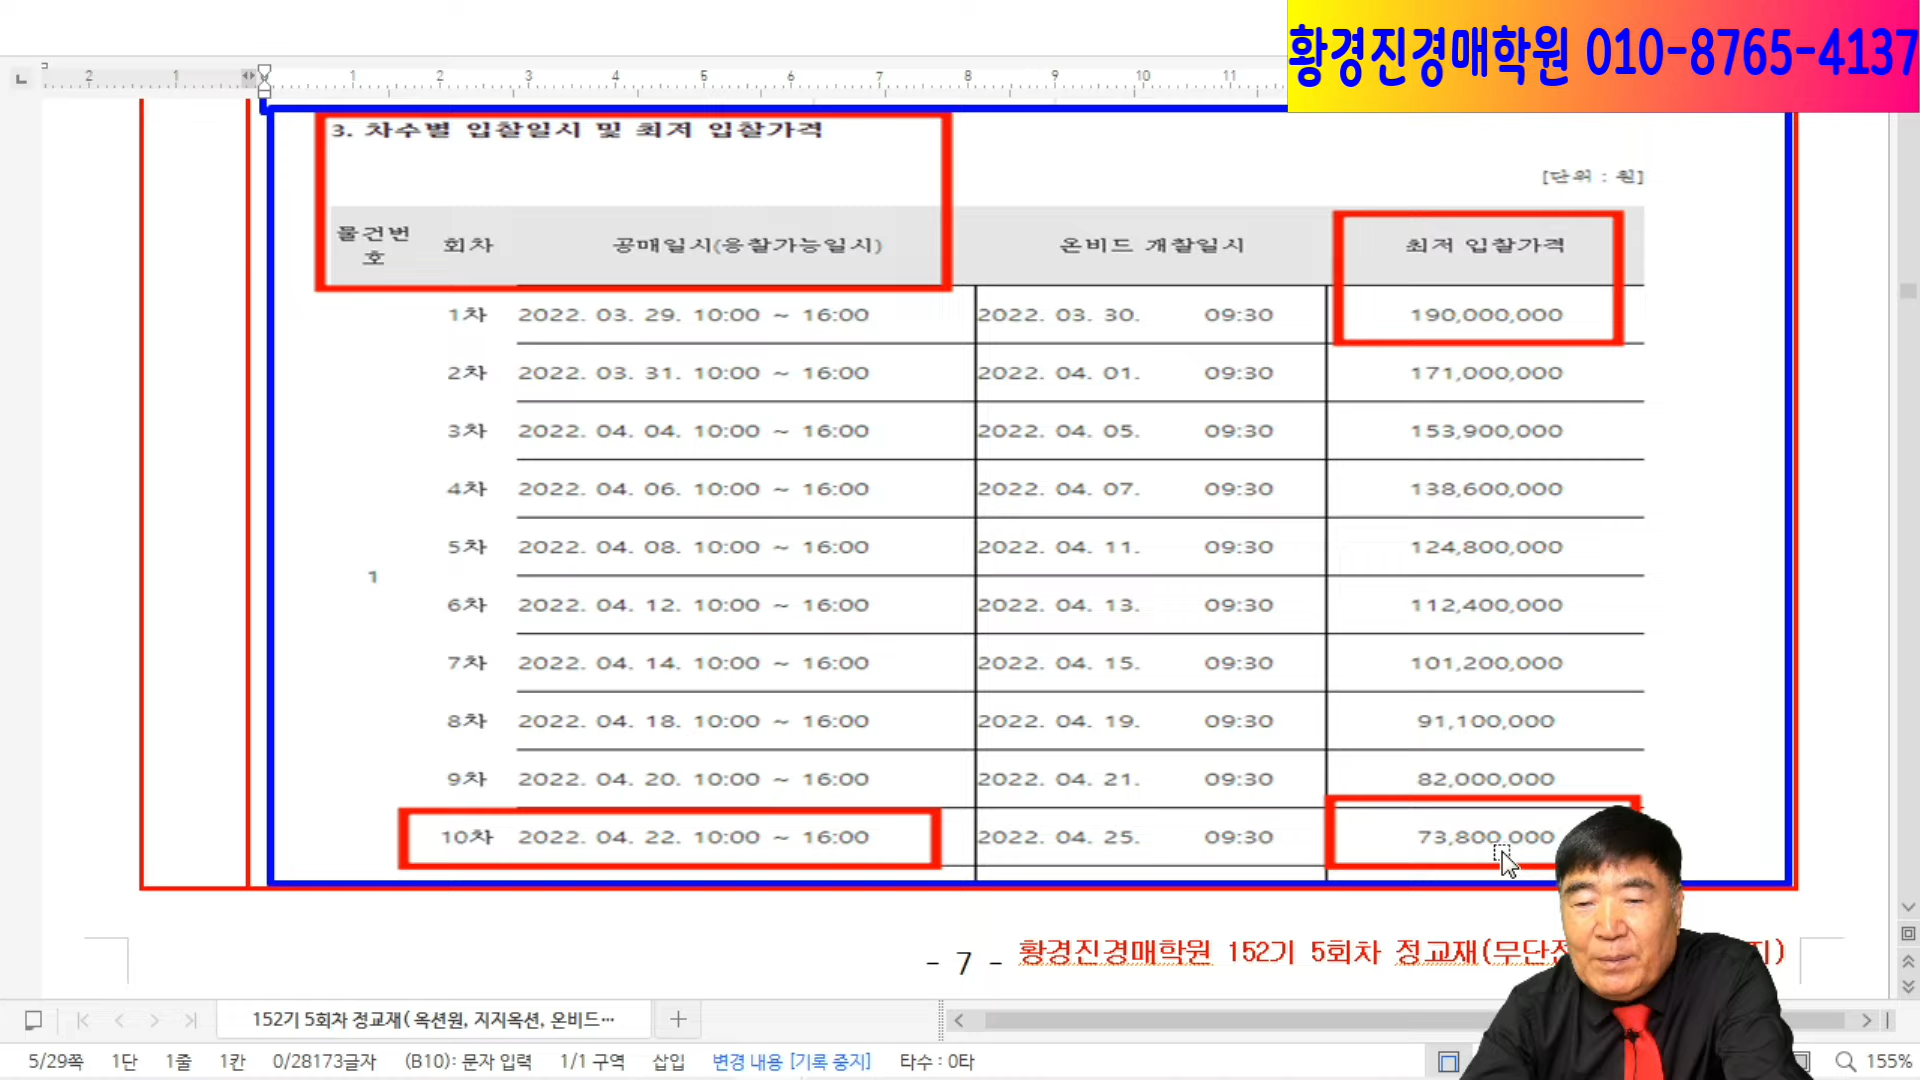 황경진경매학원 010-8765-4137
2 1 1 2 3 4 5 6 7 8 9 10 11
3. 차수별 입찰일시 및 최저 입찰가격
[단위 : 원]
물건번호 회차 공매일시(응찰가능일시) 온비드 개찰일시 최저 입찰가격
1차 2022. 03. 29. 10:00 ~ 16:00 2022. 03. 30. 09:30 190,000,000
2차 2022. 03. 31. 10:00 ~ 16:00 2022. 04. 01. 09:30 171,000,000
3차 2022. 04. 04. 10:00 ~ 16:00 2022. 04. 05. 09:30 153,900,000
4차 2022. 04. 06. 10:00 ~ 16:00 2022. 04. 07. 09:30 138,600,000
5차 2022. 04. 08. 10:00 ~ 16:00 2022. 04. 11. 09:30 124,800,000
1
6차 2022. 04. 12. 10:00 ~ 16:00 2022. 04. 13. 09:30 112,400,000
7차 2022. 04. 14. 10:00 ~ 16:00 2022. 04. 15. 09:30 101,200,000
8차 2022. 04. 18. 10:00 ~ 16:00 2022. 04. 19. 09:30 91,100,000
9차 2022. 04. 20. 10:00 ~ 16:00 2022. 04. 21. 09:30 82,000,000
10차 2022. 04. 22. 10:00 ~ 16:00 2022. 04. 25. 09:30 73,800,000
- 7 - 황경진경매학원 152기 5회차 정교재(무단전
152기 5회차 정교재( 옥션원, 지지옥션, 온비드…
5/29쪽 1단 1줄 1칸 0/28173글자 (B10): 문자 입력 1/1 구역 삽입 변경 내용 [기록 중지] 타수 : 0타 155%